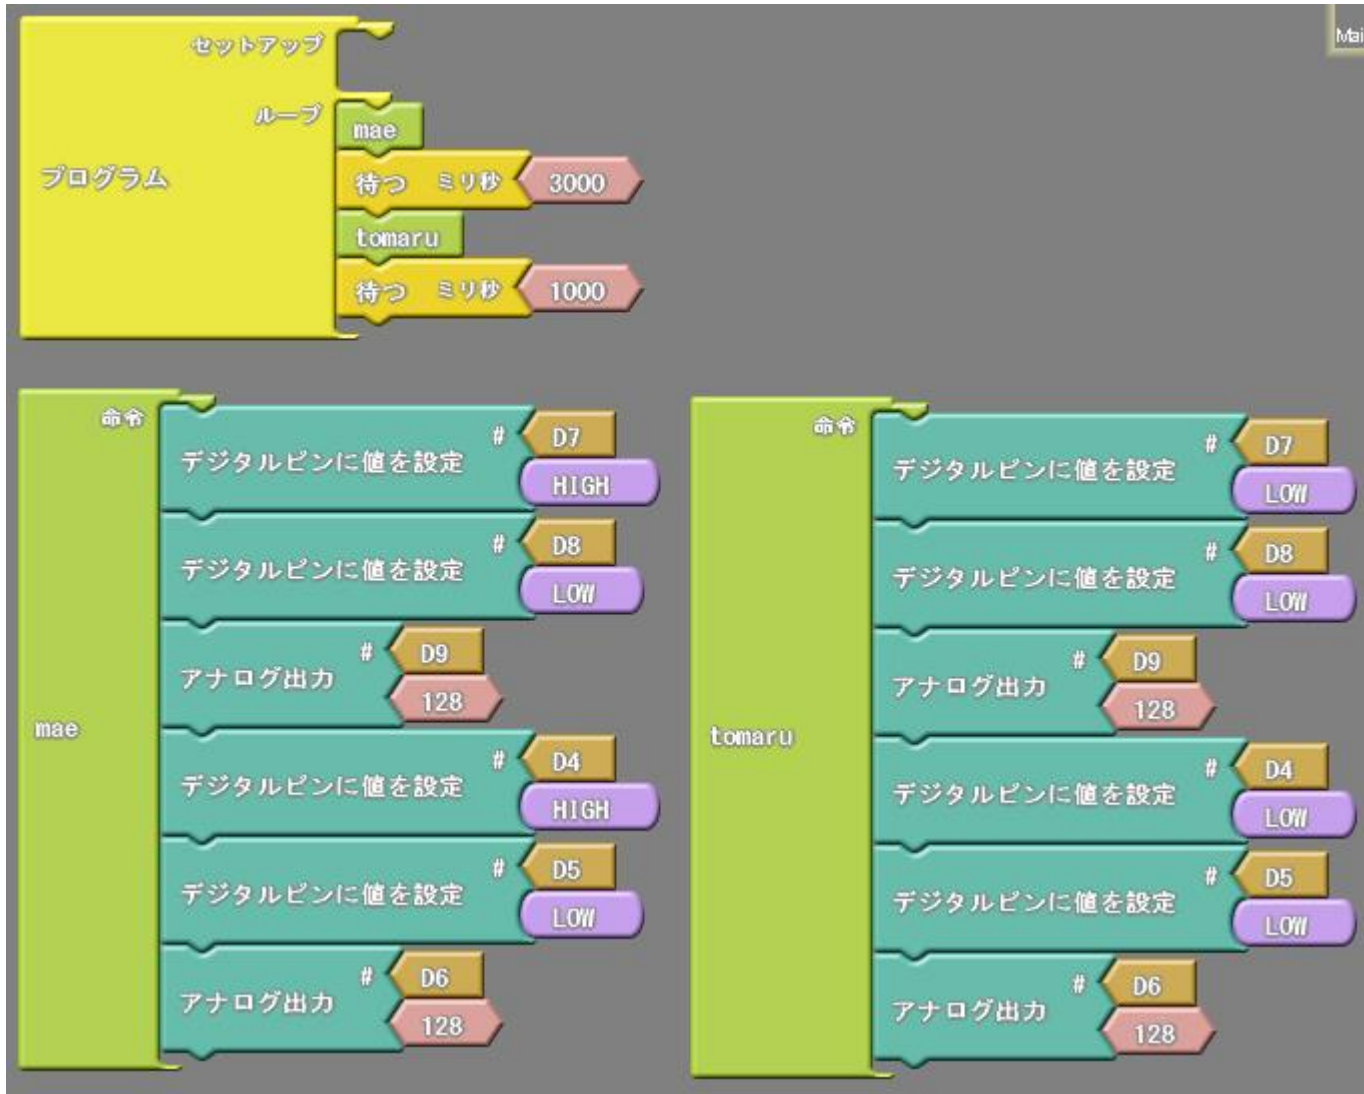 セットアップ
Mai
ループ
mae
プログラム
待つ ミリ秒 3000
tomaru
待つ ミリ秒 1000
命令
# D7
デジタルピンに値を設定
HIGH
# D8
デジタルピンに値を設定
LOW
# D9
アナログ出力
128
mae
# D4
デジタルピンに値を設定
HIGH
# D5
デジタルピンに値を設定
LOW
# D6
アナログ出力
128
命令
# D7
デジタルピンに値を設定
LOW
# D8
デジタルピンに値を設定
LOW
# D9
アナログ出力
128
tomaru
# D4
デジタルピンに値を設定
LOW
# D5
デジタルピンに値を設定
LOW
# D6
アナログ出力
128